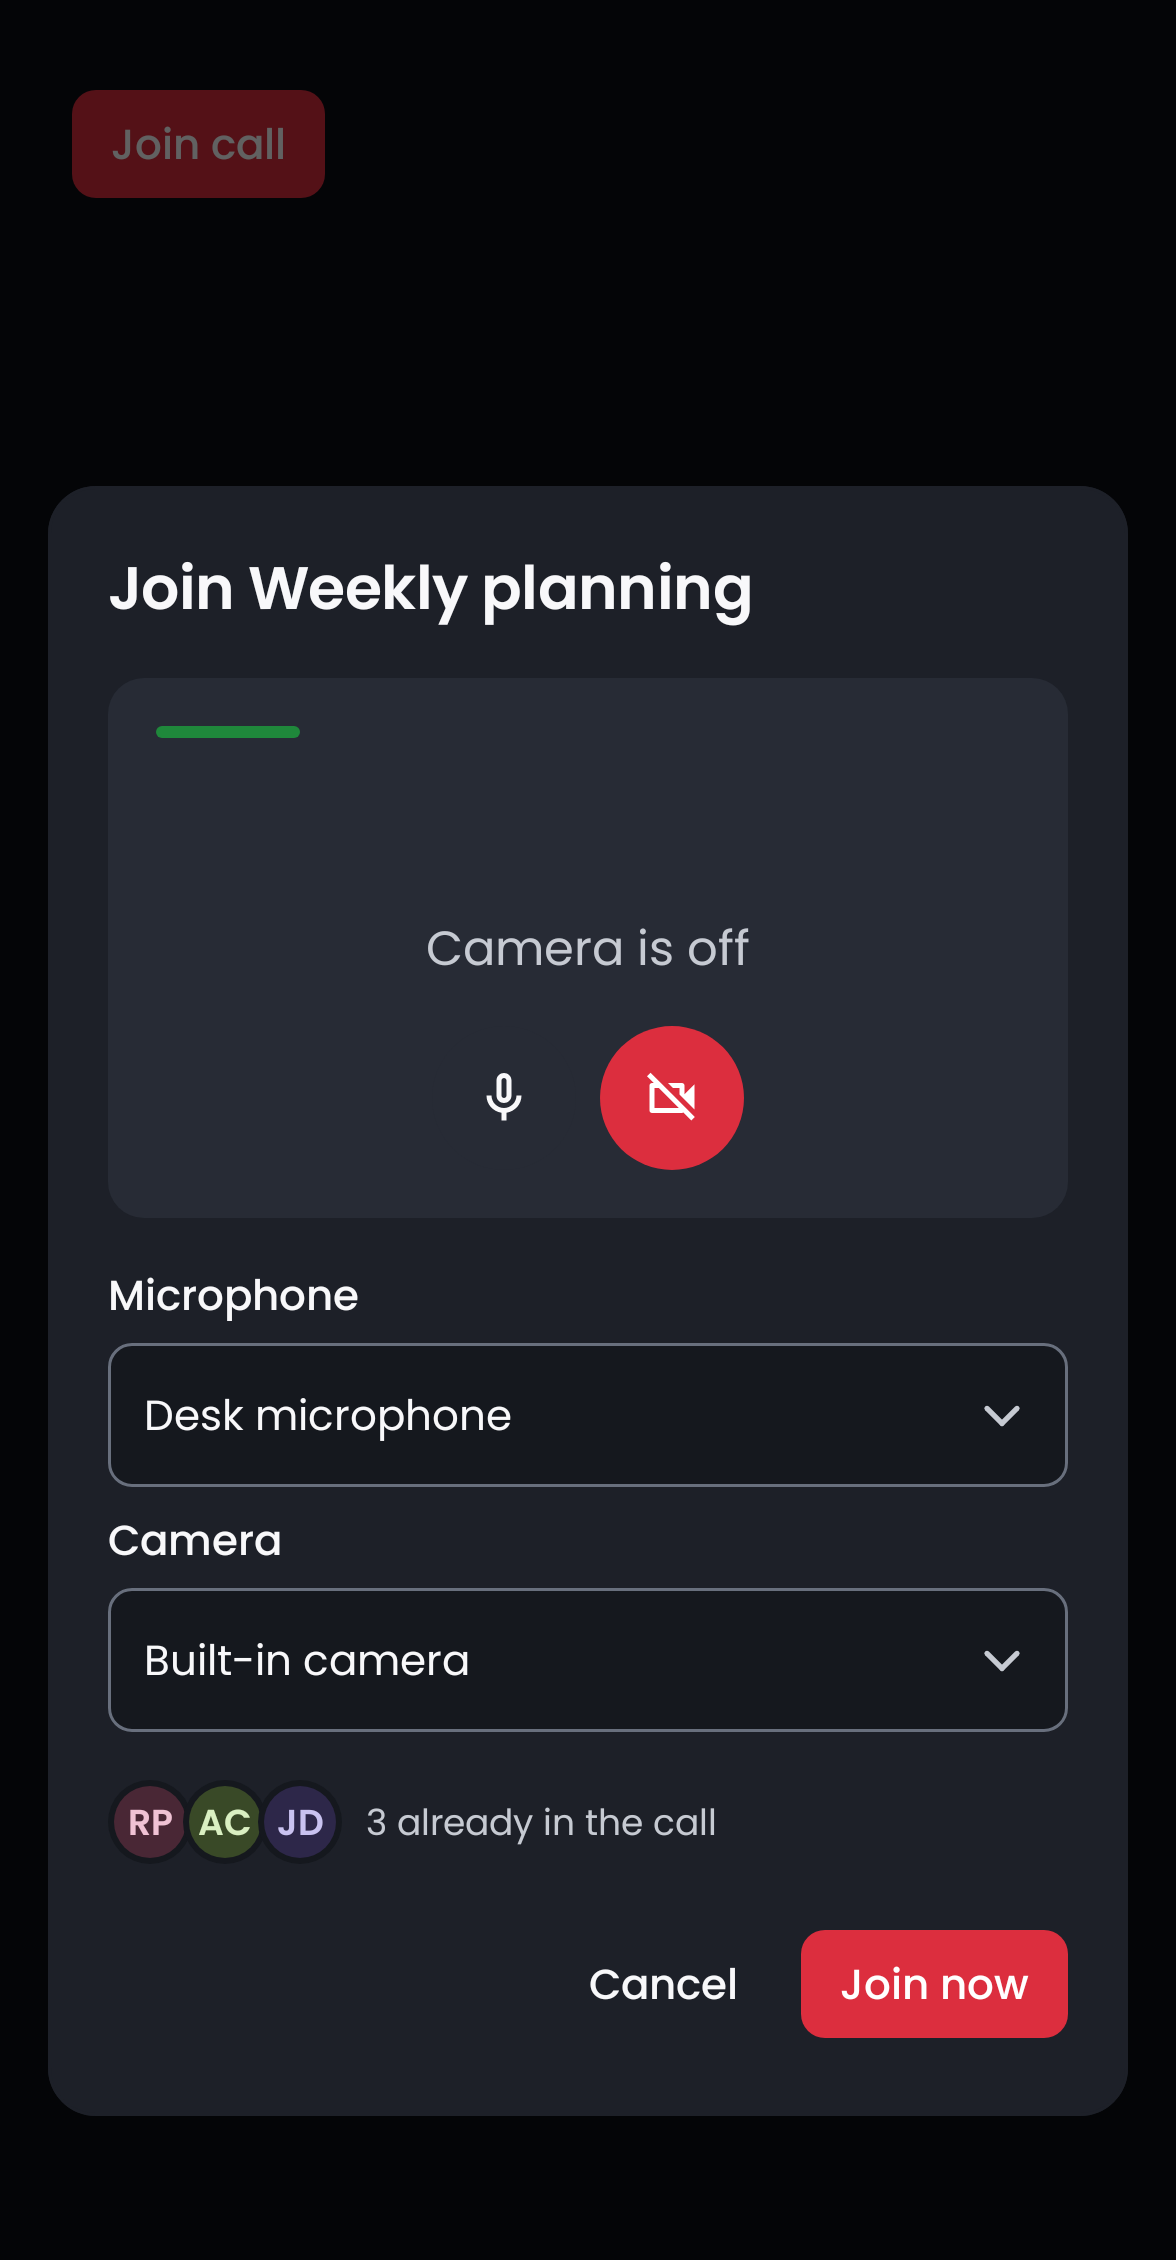 Join call
Join Weekly planning
Camera is off
Microphone
Desk microphone
Camera
Built-in camera
RP AC JD 3 already in the call
Cancel Join now